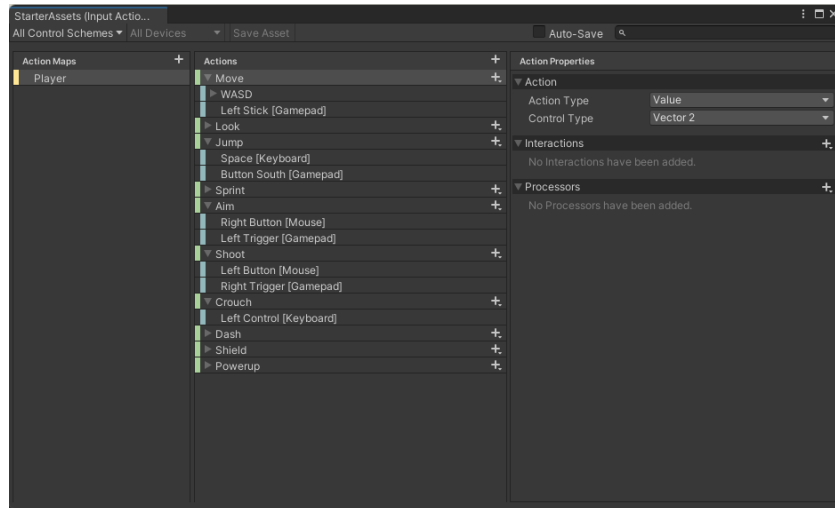 StarterAssets (Input Actio...
All Control Schemes All Devices Save Asset Auto-Save
Action Maps
Player
Actions
Move
WASD
Left Stick [Gamepad]
Look
Jump
Space [Keyboard]
Button South [Gamepad]
Sprint
Aim
Right Button [Mouse]
Left Trigger [Gamepad]
Shoot
Left Button [Mouse]
Right Trigger [Gamepad]
Crouch
Left Control [Keyboard]
Dash
Shield
Powerup
Action Properties
Action
Action Type Value
Control Type Vector 2
Interactions
No Interactions have been added.
Processors
No Processors have been added.